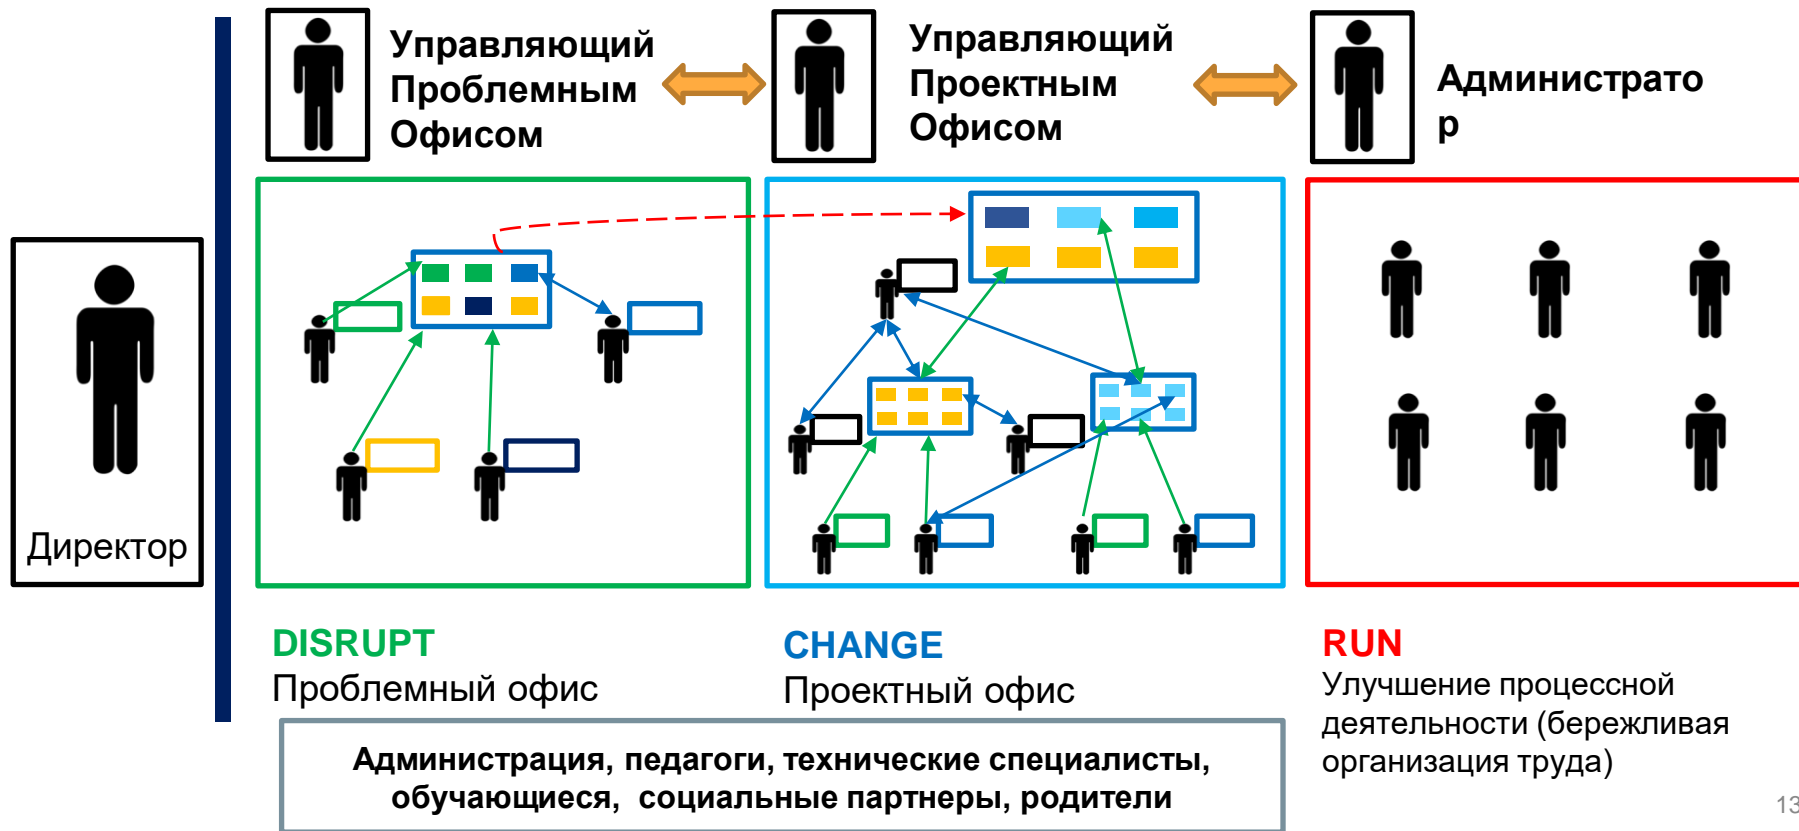 Управляющий
Проблемным
Офисом
Управляющий
Проектным
Офисом
Администрато
р
Директор
DISRUPT
Проблемный офис
CHANGE
Проектный офис
RUN
Улучшение процессной
деятельности (бережливая
организация труда)
Администрация, педагоги, технические специалисты,
обучающиеся,  социальные партнеры, родители
13